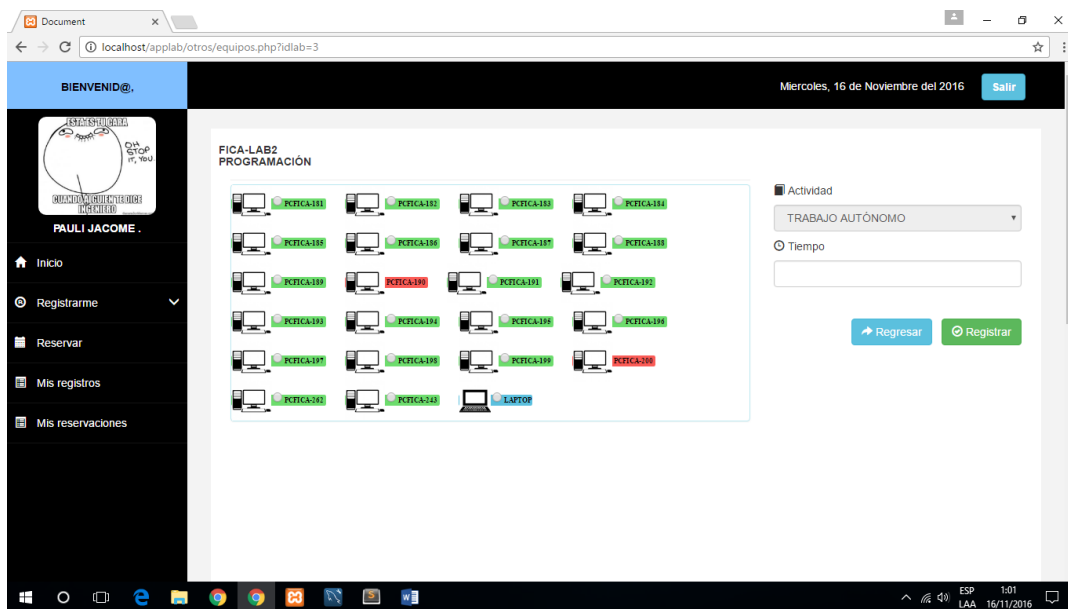 Document
localhost/applab/otros/equipos.php?idlab=3
BIENVENID@,
Miercoles, 16 de Noviembre del 2016
Salir
ESTA ES TU CARA
OH
STOP
IT, YOU.
CUANDO ALGUIEN TE DICE
INGENIERO
PAULI JACOME .
Inicio
Registrarme
Reservar
Mis registros
Mis reservaciones
FICA-LAB2
PROGRAMACIÓN
PCFICA-181 PCFICA-182 PCFICA-183 PCFICA-184
PCFICA-185 PCFICA-186 PCFICA-187 PCFICA-188
PCFICA-189 PCFICA-190 PCFICA-191 PCFICA-192
PCFICA-193 PCFICA-194 PCFICA-195 PCFICA-196
PCFICA-197 PCFICA-198 PCFICA-199 PCFICA-200
PCFICA-262 PCFICA-243 LAPTOP
Actividad
TRABAJO AUTÓNOMO
Tiempo
Regresar
Registrar
ESP
LAA
1:01
16/11/2016